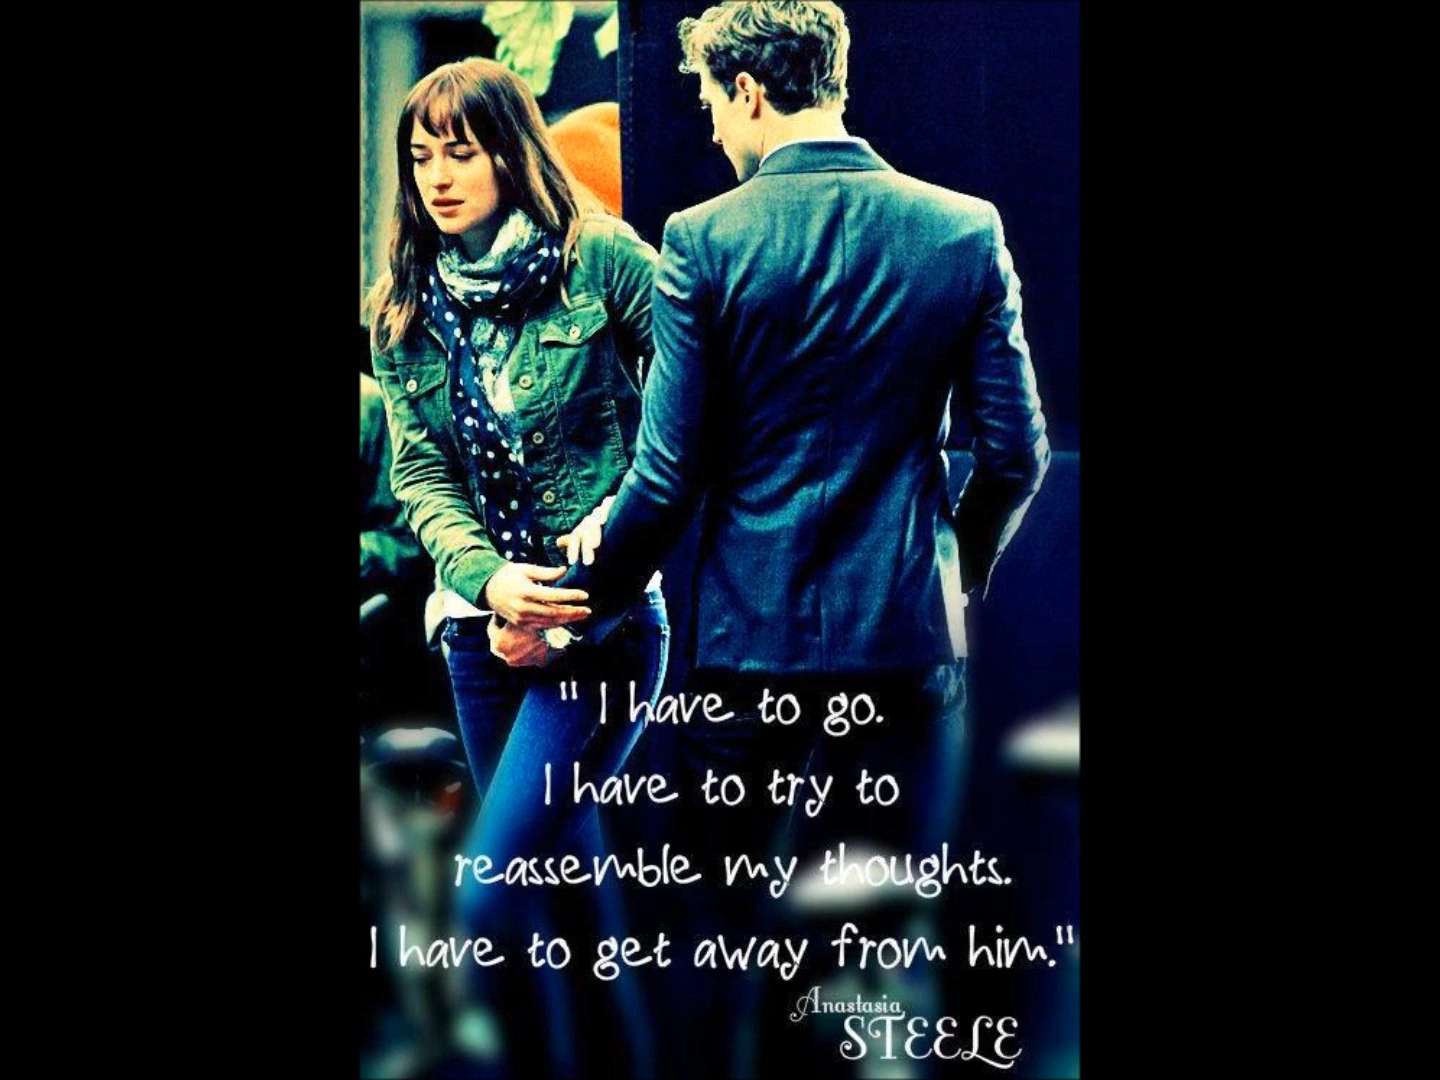 " I have to go.
I have to try to
reassemble my thoughts.
I have to get away from him."
Anastasia
STEELE